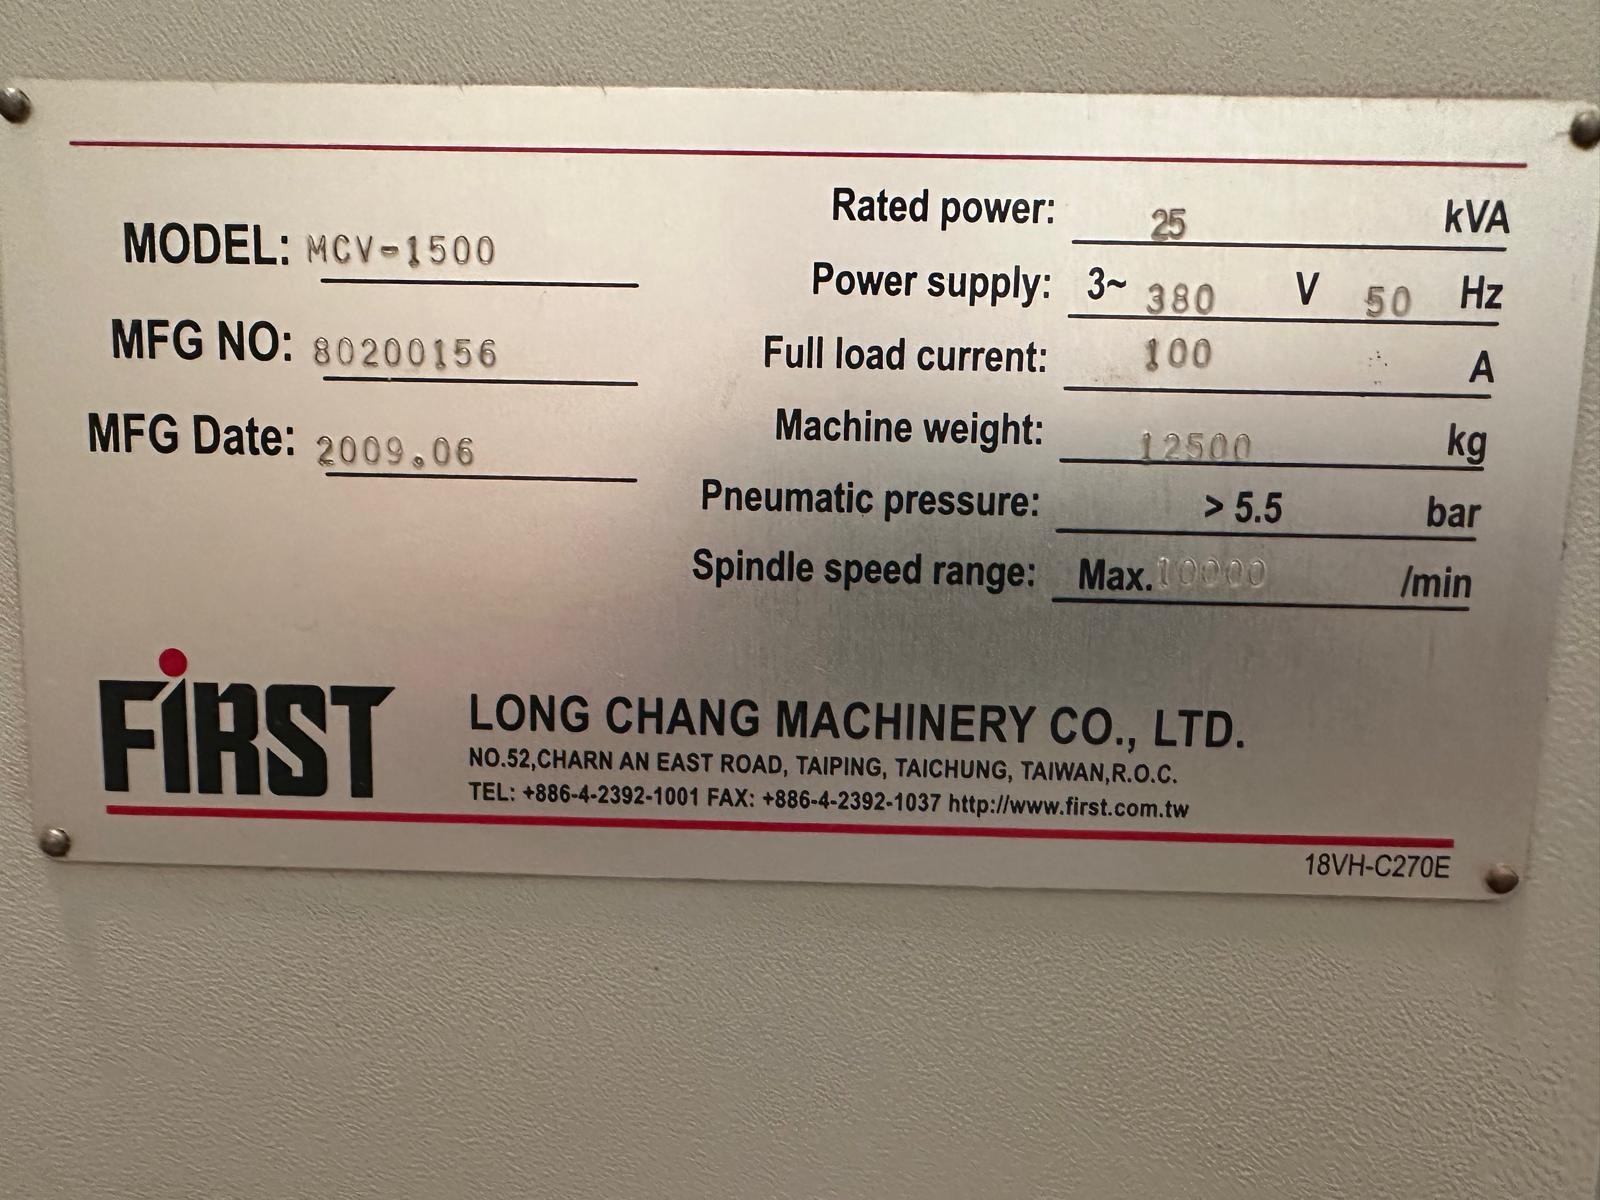 MODEL: MCV-1500
MFG NO: 80200156
MFG Date: 2009.06
Rated power: 25 kVA
Power supply: 3~ 380 V 50 Hz
Full load current: 100 A
Machine weight: 12500 kg
Pneumatic pressure: > 5.5 bar
Spindle speed range: Max. 10000 /min
FiRST
LONG CHANG MACHINERY CO., LTD.
NO.52,CHARN AN EAST ROAD, TAIPING, TAICHUNG, TAIWAN,R.O.C.
TEL: +886-4-2392-1001 FAX: +886-4-2392-1037 http://www.first.com.tw
18VH-C270E